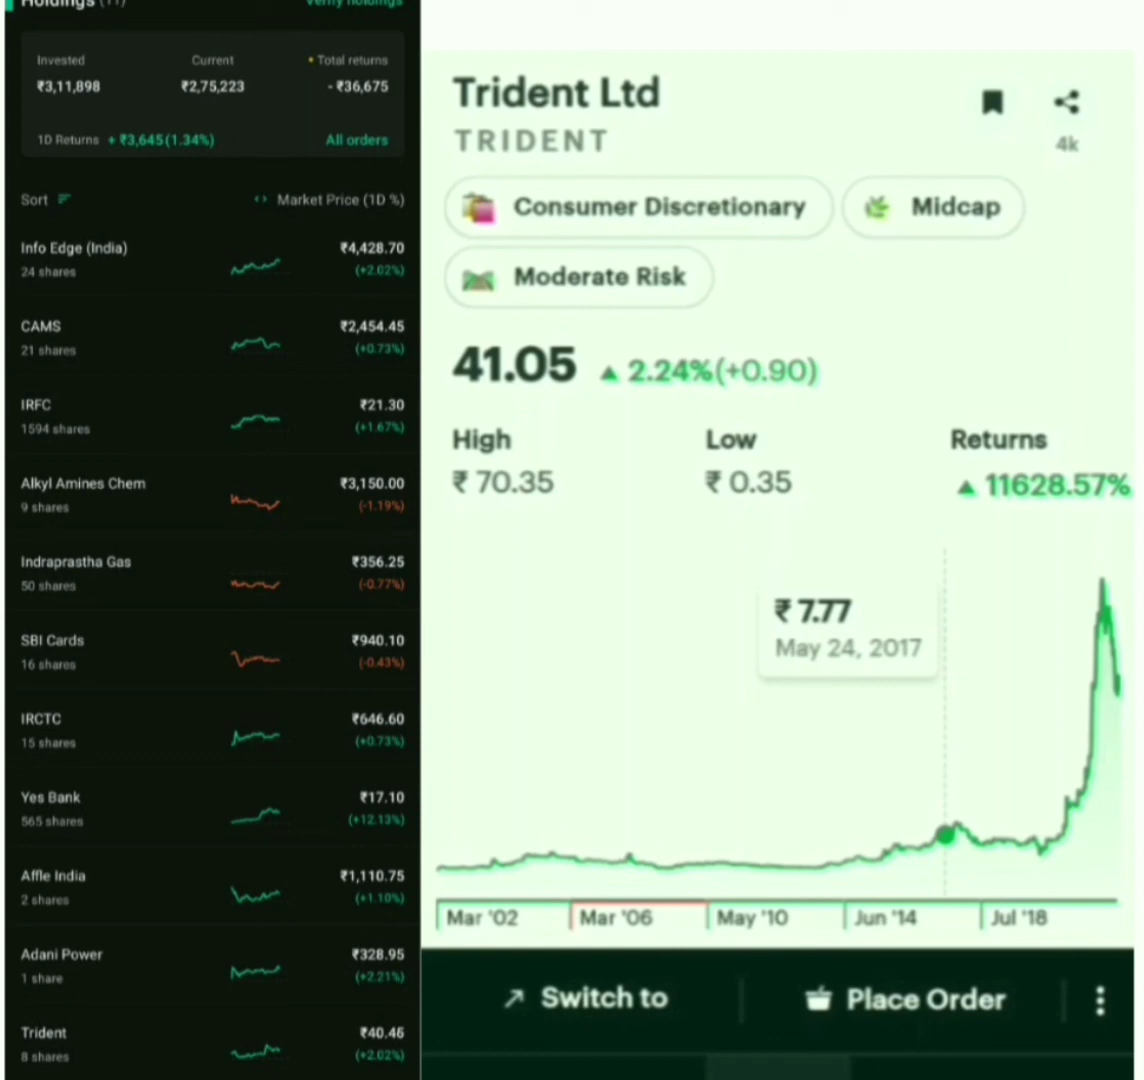 Holdings (11) Verify holdings
Invested Current Total returns
₹3,11,898 ₹2,75,223 - ₹36,675
1D Returns + ₹3,645(1.34%) All orders
Sort <> Market Price (1D %)
Info Edge (India) ₹4,428.70
24 shares (+2.02%)
CAMS ₹2,454.45
21 shares (+0.73%)
IRFC ₹21.30
1594 shares (+1.67%)
Alkyl Amines Chem ₹3,150.00
9 shares (-1.19%)
Indraprastha Gas ₹356.25
50 shares (-0.77%)
SBI Cards ₹940.10
16 shares (-0.43%)
IRCTC ₹646.60
15 shares (+0.73%)
Yes Bank ₹17.10
565 shares (+12.13%)
Affle India ₹1,110.75
2 shares (+1.10%)
Adani Power ₹328.95
1 share (+2.21%)
Trident ₹40.45
8 shares (+2.02%)
Trident Ltd
TRIDENT
4k
Consumer Discretionary Midcap
Moderate Risk
41.05 ▲ 2.24%(+0.90)
High Low Returns
₹ 70.35 ₹ 0.35 ▲ 11628.57%
₹ 7.77
May 24, 2017
Mar '02 Mar '06 May '10 Jun '14 Jul '18
Switch to Place Order